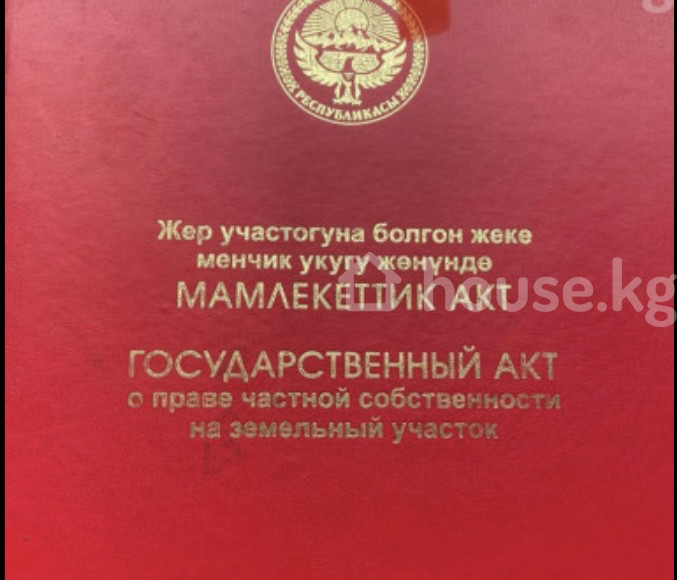 РЕСПУБЛИКАСЫ
Жер участогуна болгон жеке
менчик укугу жөнүндө
МАМЛЕКЕТТИК АКТ
house.kg
ГОСУДАРСТВЕННЫЙ АКТ
о праве частной собственности
на земельный участок